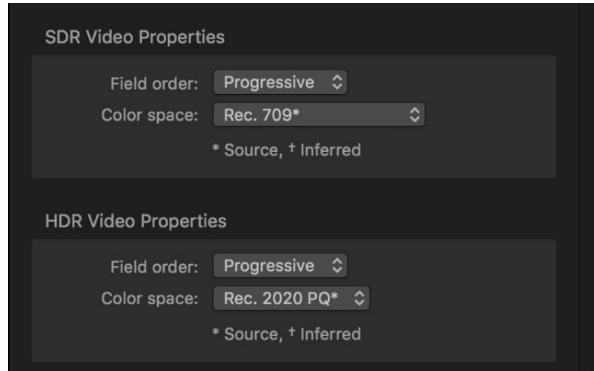 SDR Video Properties
Field order: Progressive
Color space: Rec. 709*
* Source, † Inferred
HDR Video Properties
Field order: Progressive
Color space: Rec. 2020 PQ*
* Source, † Inferred